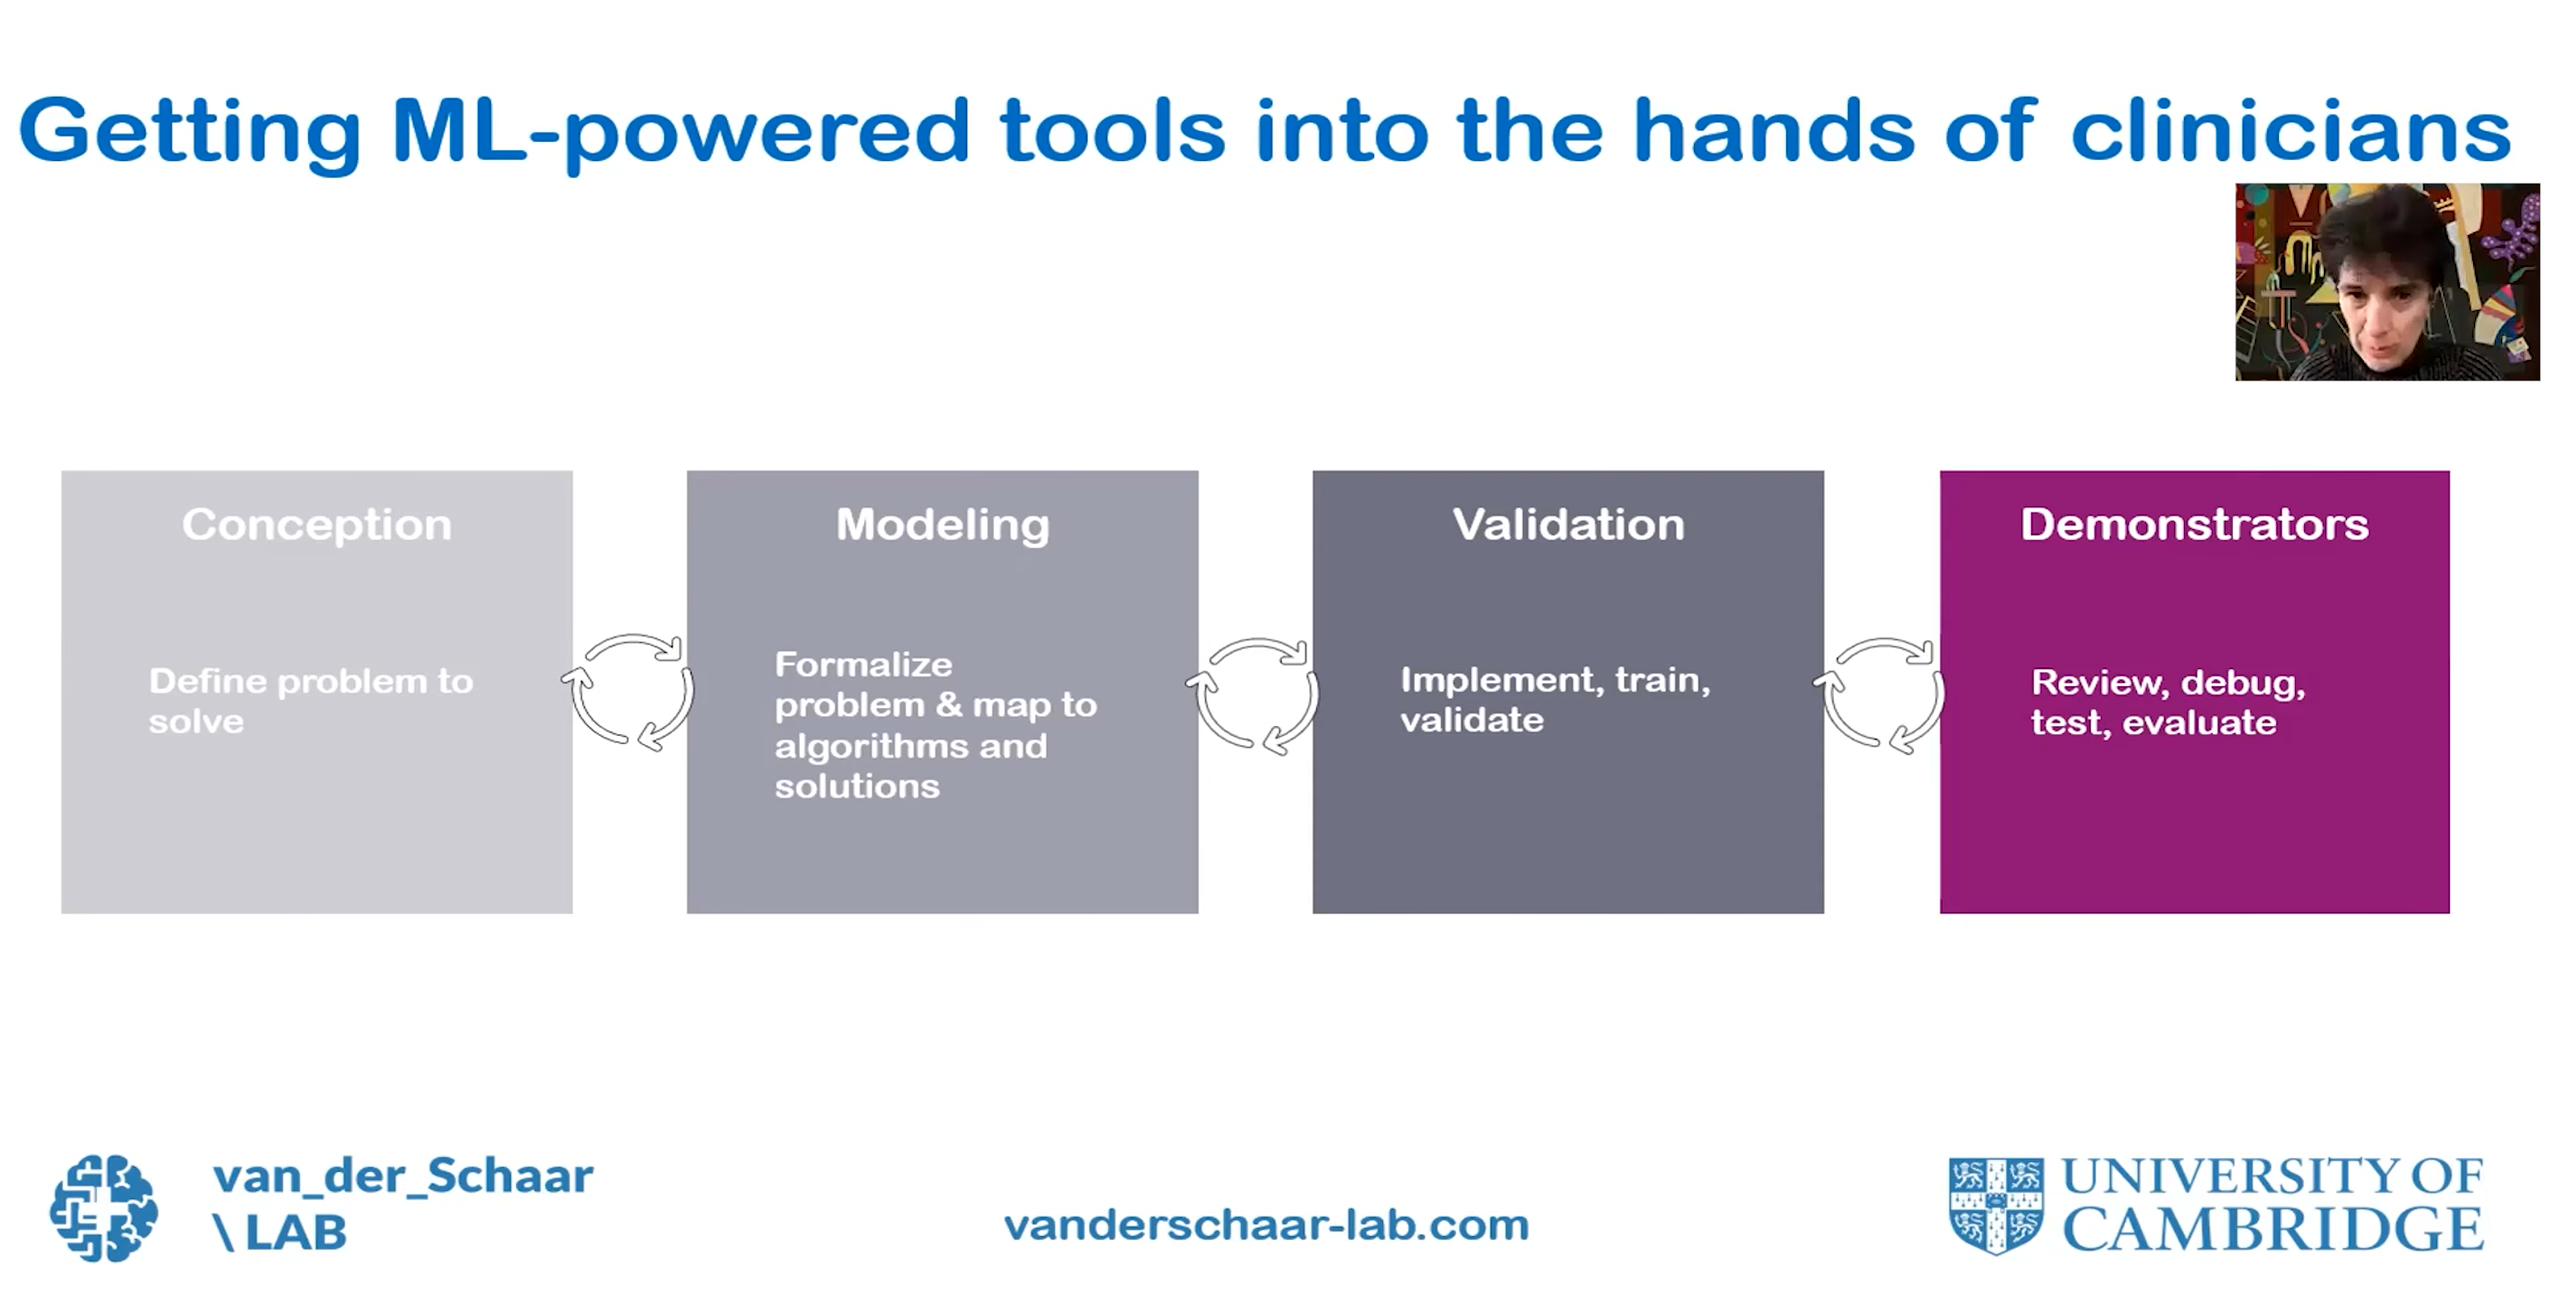 Getting ML-powered tools into the hands of clinicians
Conception
Define problem to
solve
Modeling
Formalize
problem & map to
algorithms and
solutions
Validation
Implement, train,
validate
Demonstrators
Review, debug,
test, evaluate
van_der_Schaar
\ LAB
vanderschaar-lab.com
UNIVERSITY OF
CAMBRIDGE